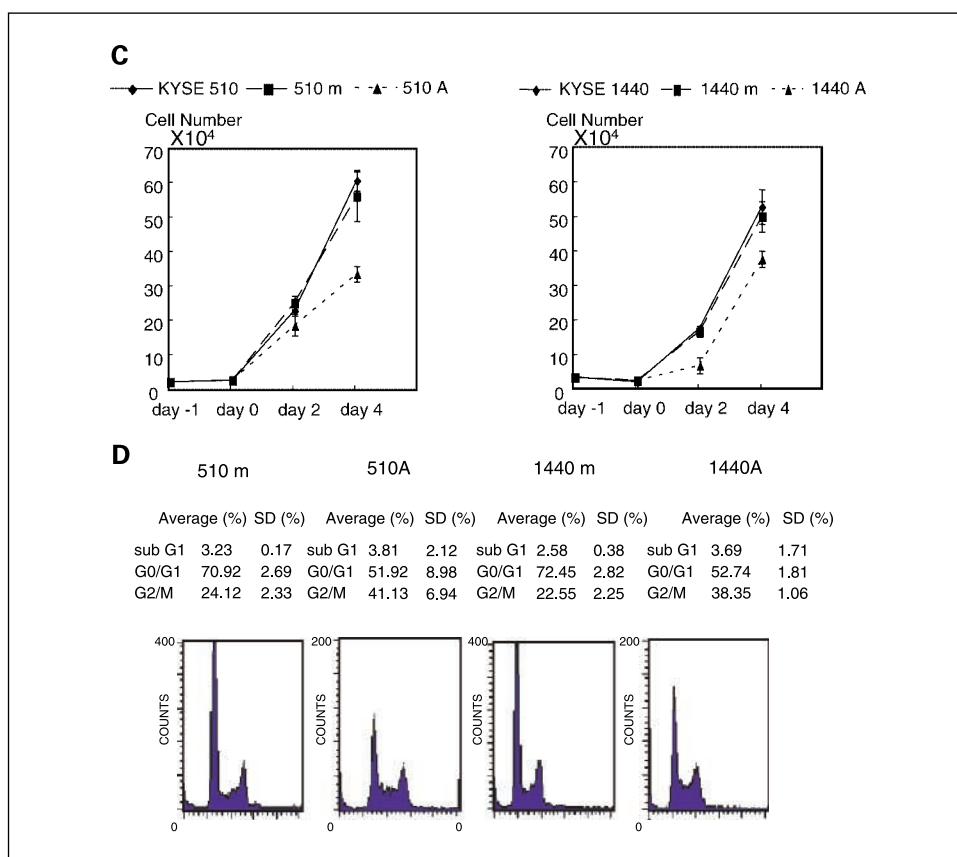 C
KYSE 510 510 m 510 A
KYSE 1440 1440 m 1440 A
Cell Number
X10⁴
70
60
50
40
30
20
10
0
day -1 day 0 day 2 day 4
Cell Number
X10⁴
70
60
50
40
30
20
10
0
day -1 day 0 day 2 day 4
D
510 m 510A 1440 m 1440A
Average (%) SD (%) Average (%) SD (%) Average (%) SD (%) Average (%) SD (%)
sub G1 3.23 0.17 sub G1 3.81 2.12 sub G1 2.58 0.38 sub G1 3.69 1.71
G0/G1 70.92 2.69 G0/G1 51.92 8.98 G0/G1 72.45 2.82 G0/G1 52.74 1.81
G2/M 24.12 2.33 G2/M 41.13 6.94 G2/M 22.55 2.25 G2/M 38.35 1.06
400
COUNTS
0
200
COUNTS
0 0
400
COUNTS
0
200
COUNTS
0